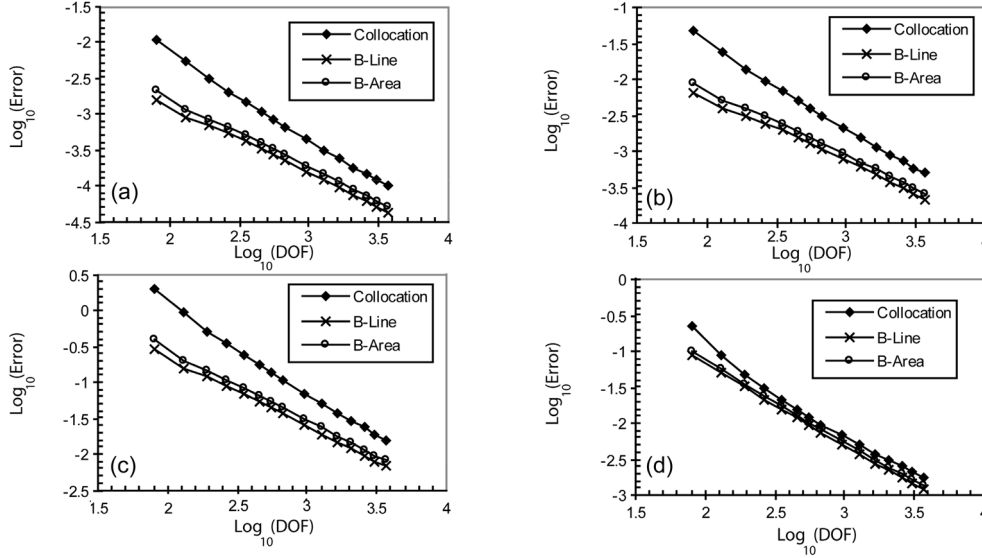 -1.5
-2
-2.5
-3
-3.5
-4
-4.5
Log10(Error)
Collocation
B-Line
B-Area
(a)
1.5 2 2.5 3 3.5 4
Log10 (DOF)
-1
-1.5
-2
-2.5
-3
-3.5
-4
Log10(Error)
Collocation
B-Line
B-Area
(b)
1.5 2 2.5 3 3.5 4
Log10 (DOF)
0.5
0
-0.5
-1
-1.5
-2
-2.5
Log10(Error)
Collocation
B-Line
B-Area
(c)
1.5 2 2.5 3 3.5 4
Log10 (DOF)
0
-0.5
-1
-1.5
-2
-2.5
-3
Log10(Error)
Collocation
B-Line
B-Area
(d)
1.5 2 2.5 3 3.5 4
Log10 (DOF)